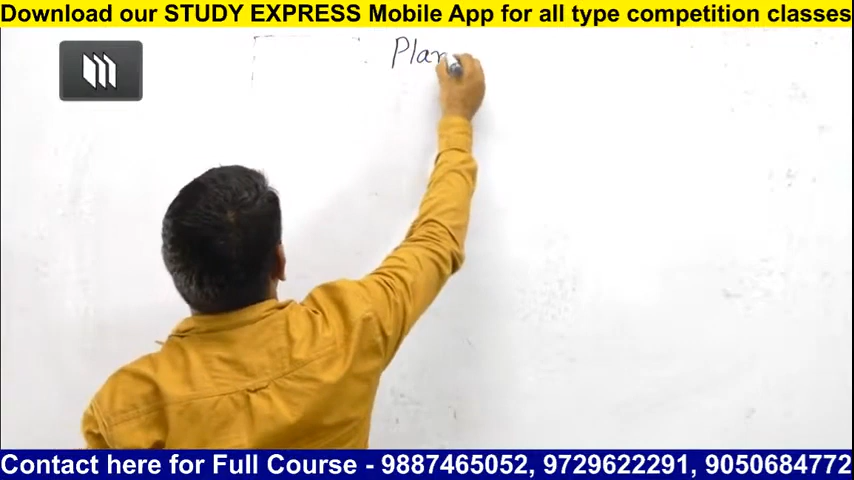 Download our STUDY EXPRESS Mobile App for all type competition classes
Plan
Contact here for Full Course - 9887465052, 9729622291, 9050684772